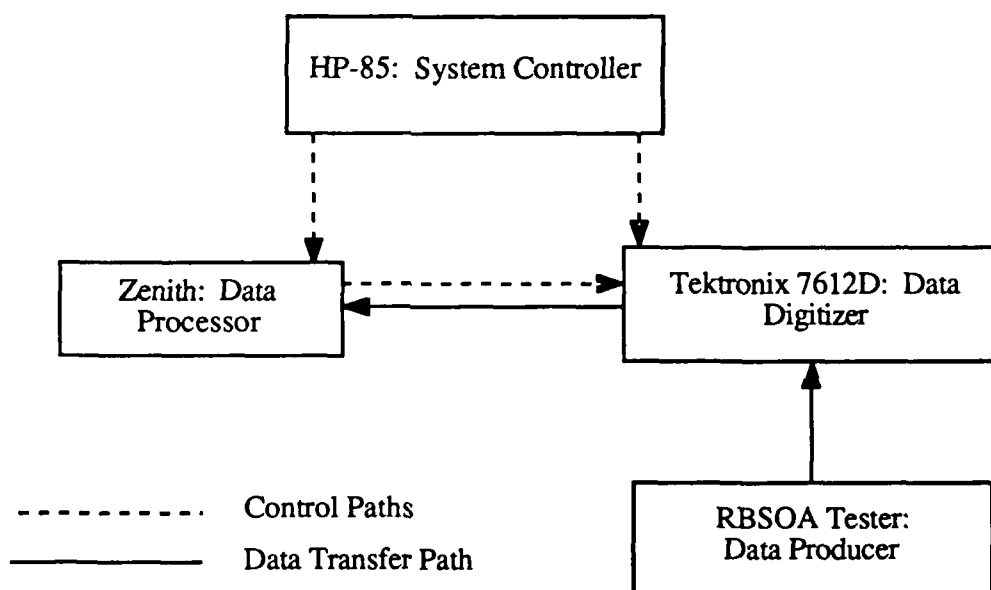 HP-85: System Controller
Zenith: Data
Processor
Tektronix 7612D: Data
Digitizer
Control Paths
Data Transfer Path
RBSOA Tester:
Data Producer